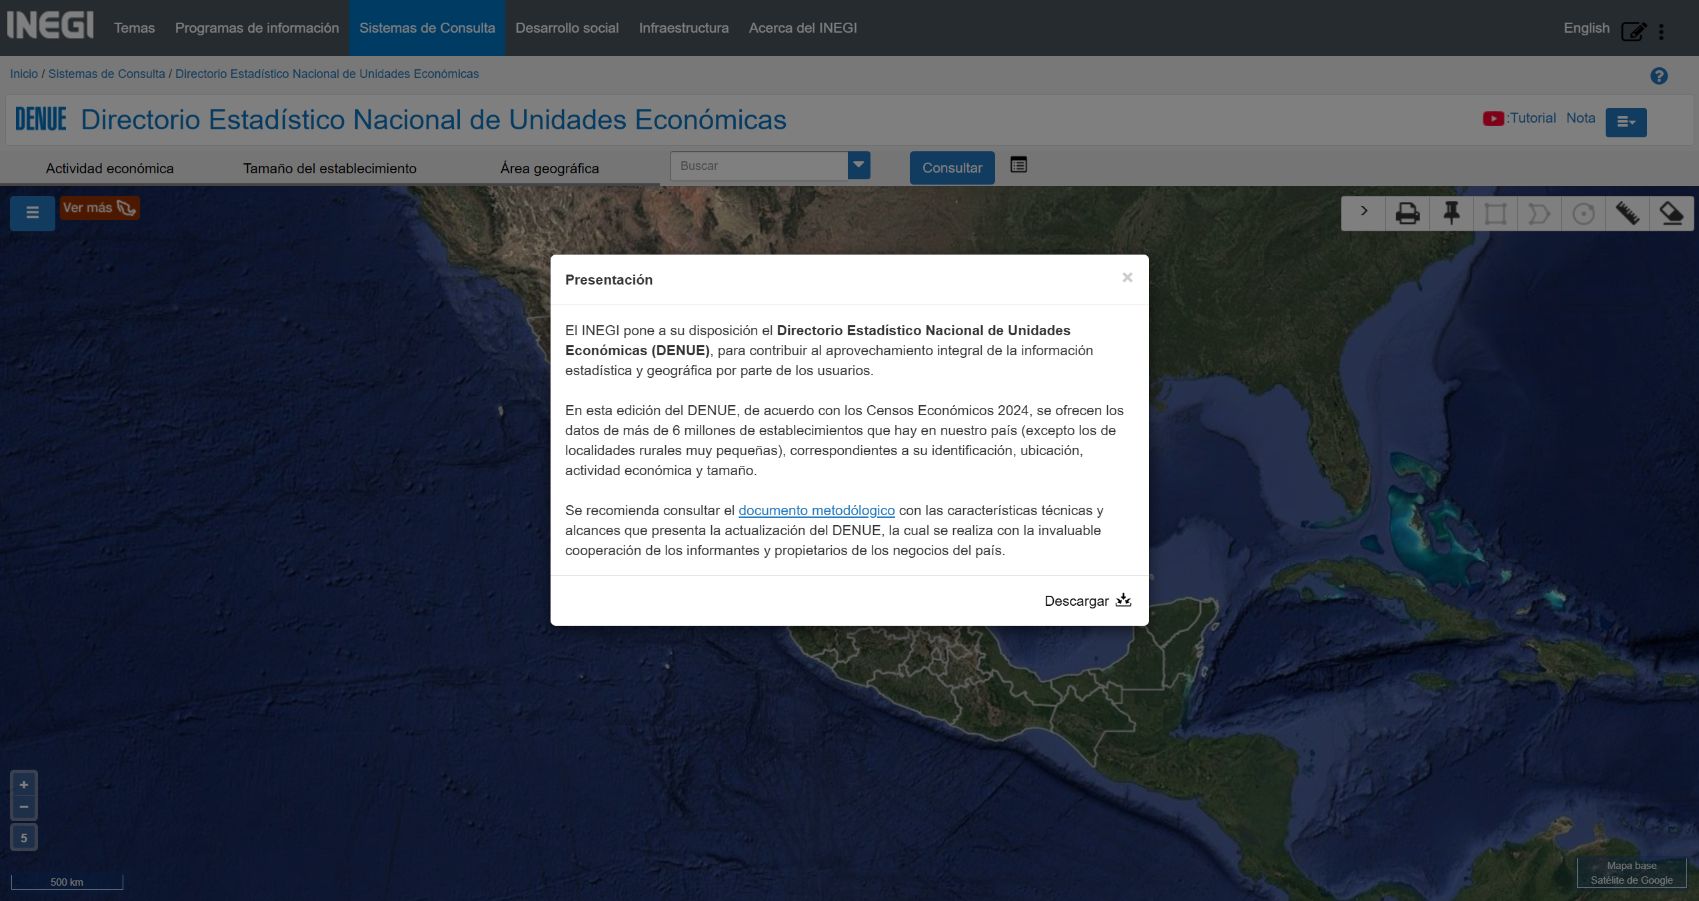 INEGI Temas Programas de información Sistemas de Consulta Desarrollo social Infraestructura Acerca del INEGI English
Inicio / Sistemas de Consulta / Directorio Estadístico Nacional de Unidades Económicas
DENUE Directorio Estadístico Nacional de Unidades Económicas :Tutorial Nota
Actividad económica Tamaño del establecimiento Área geográfica Buscar Consultar
Ver más
Presentación ×
El INEGI pone a su disposición el Directorio Estadístico Nacional de Unidades
Económicas (DENUE), para contribuir al aprovechamiento integral de la información
estadística y geográfica por parte de los usuarios.
En esta edición del DENUE, de acuerdo con los Censos Económicos 2024, se ofrecen los
datos de más de 6 millones de establecimientos que hay en nuestro país (excepto los de
localidades rurales muy pequeñas), correspondientes a su identificación, ubicación,
actividad económica y tamaño.
Se recomienda consultar el documento metodólogico con las características técnicas y
alcances que presenta la actualización del DENUE, la cual se realiza con la invaluable
cooperación de los informantes y propietarios de los negocios del país.
Descargar
+
−
5
500 km
Mapa base
Satélite de Google